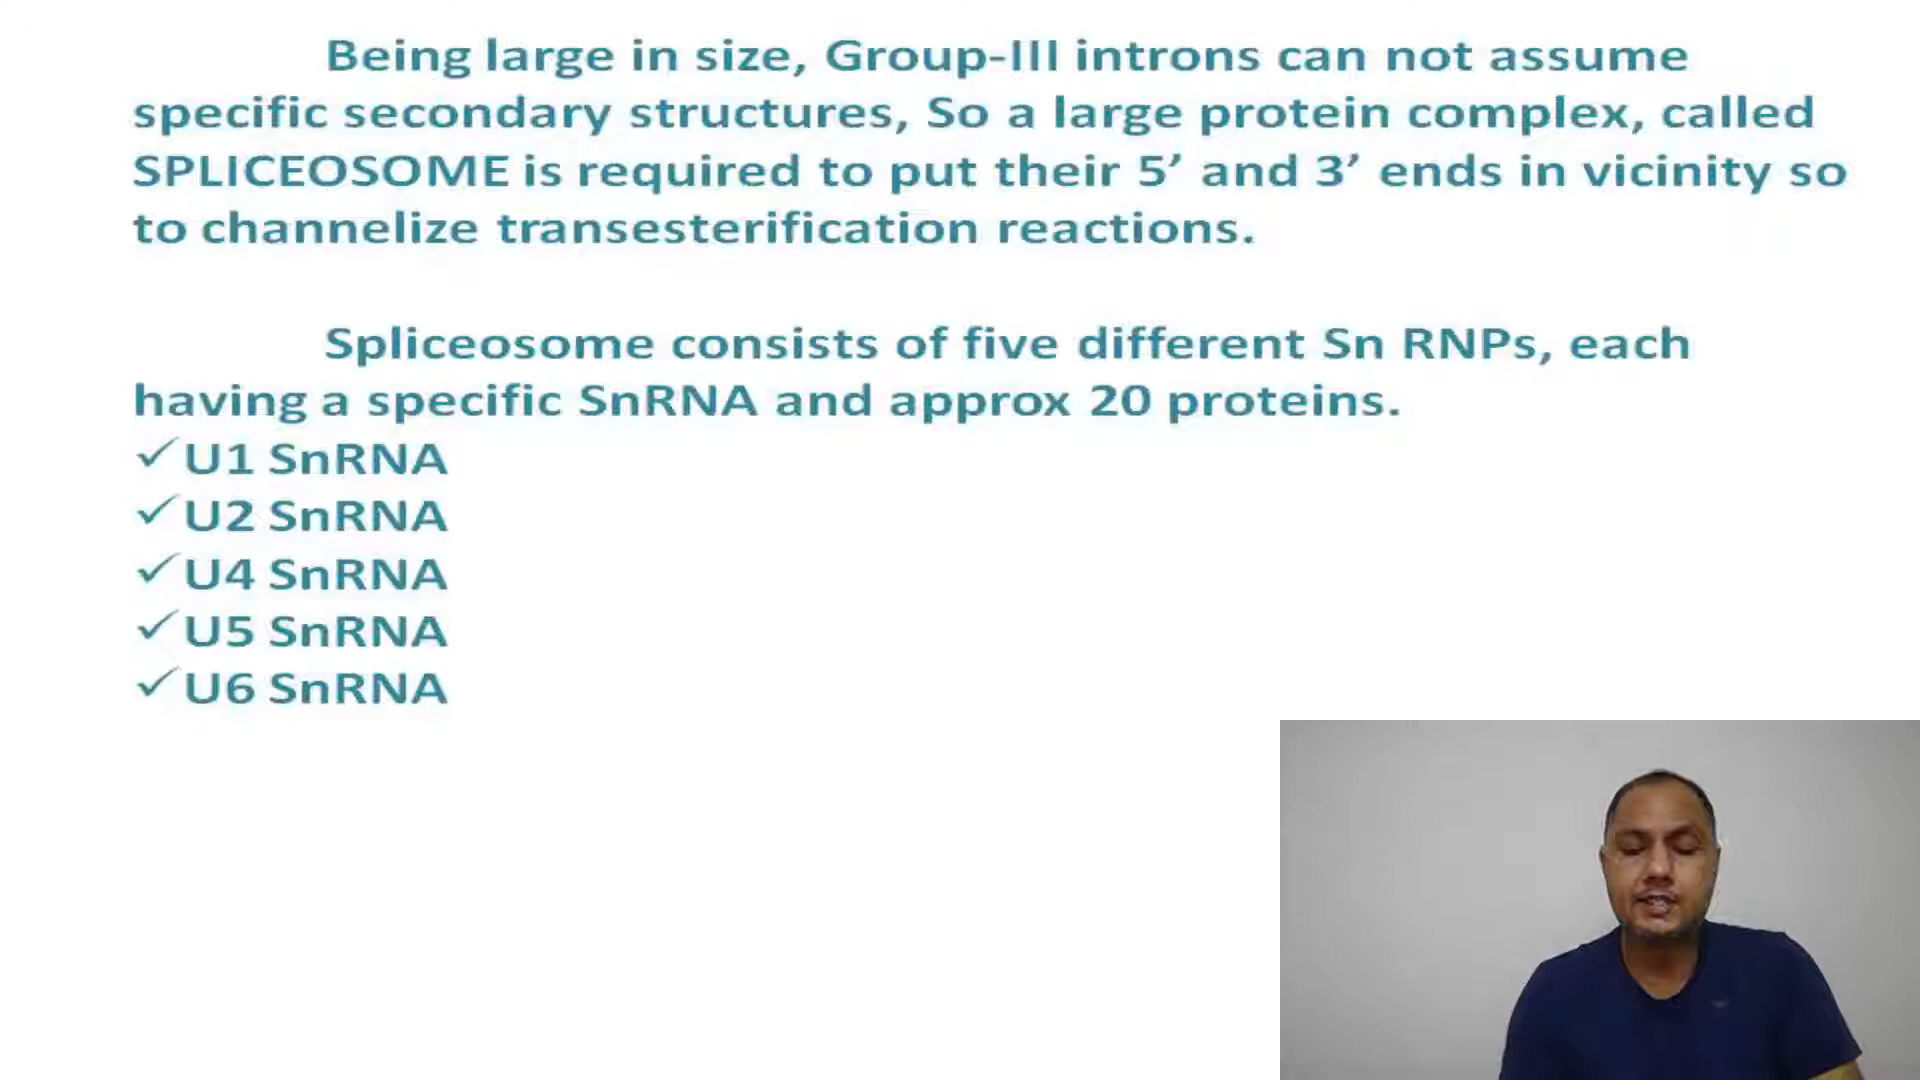 Being large in size, Group-III introns can not assume
specific secondary structures, So a large protein complex, called
SPLICEOSOME is required to put their 5’ and 3’ ends in vicinity so
to channelize transesterification reactions.
Spliceosome consists of five different Sn RNPs, each
having a specific SnRNA and approx 20 proteins.
✓U1 SnRNA
✓U2 SnRNA
✓U4 SnRNA
✓U5 SnRNA
✓U6 SnRNA